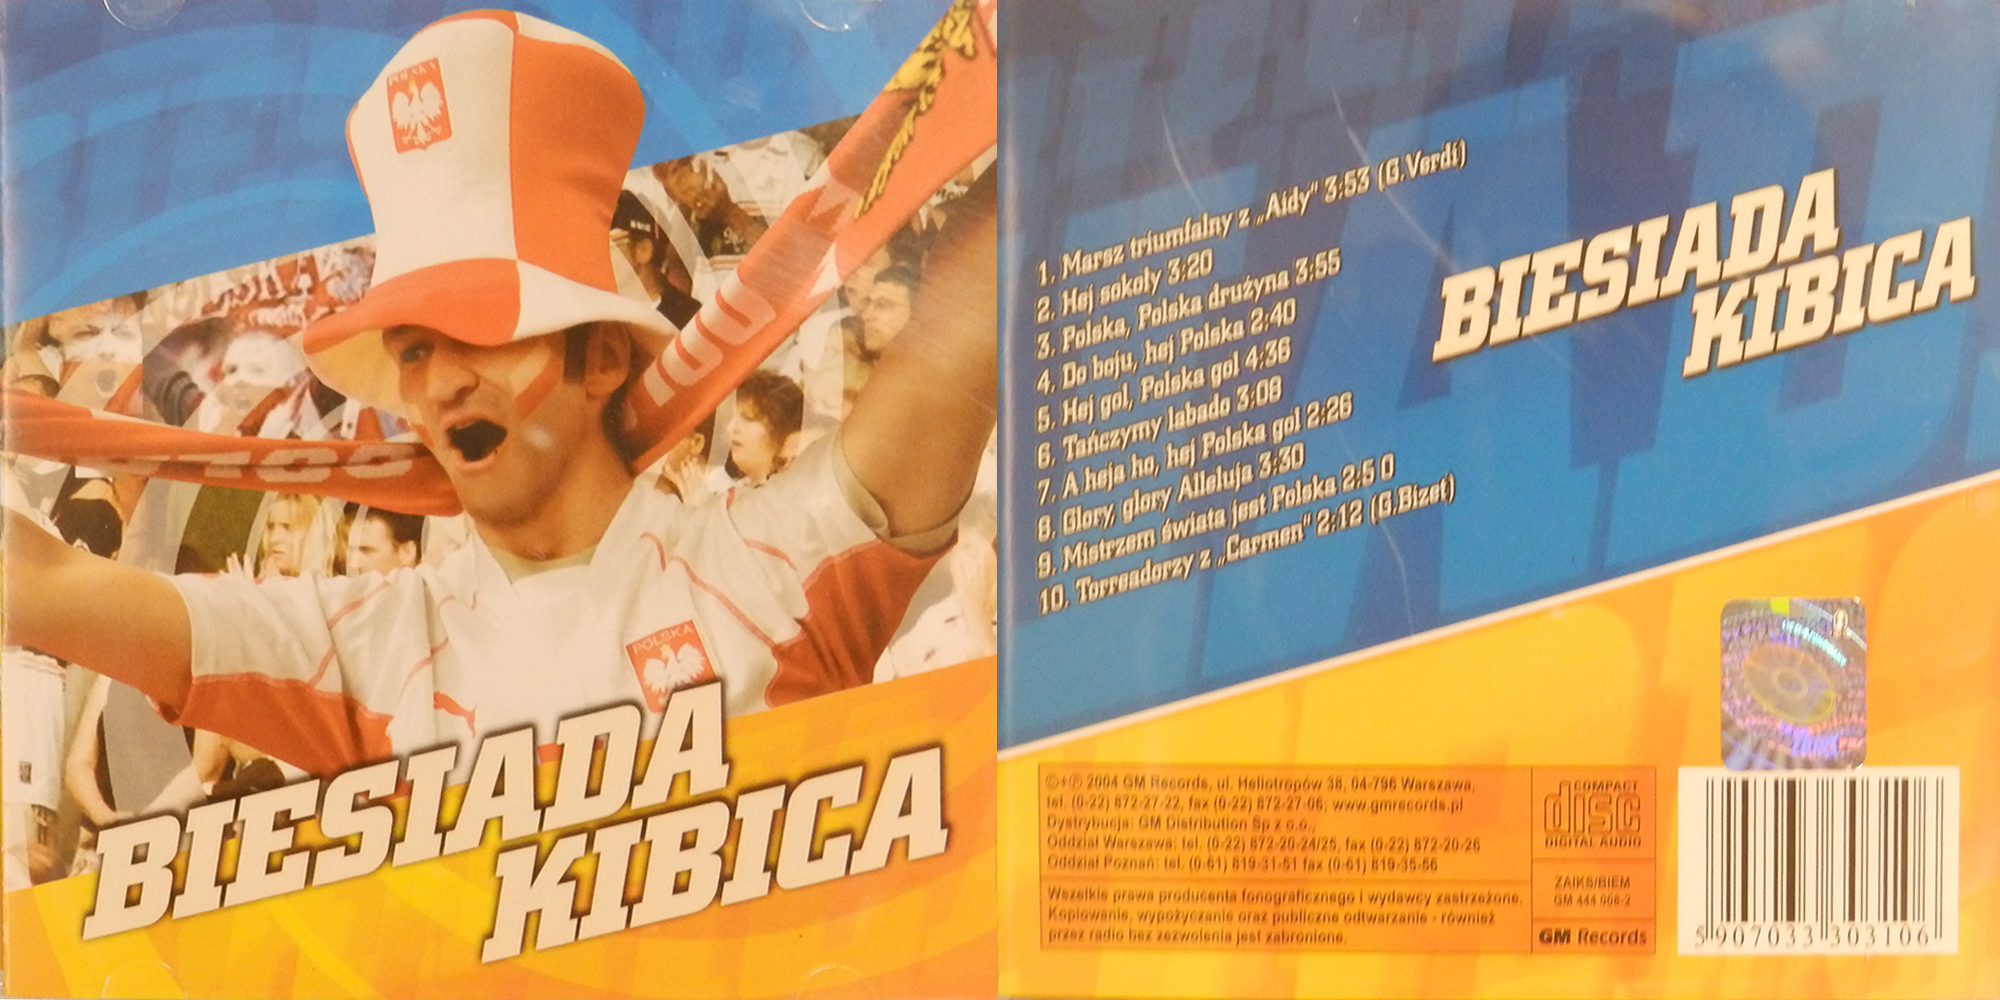 POLSKA
POLSKA
BIESIADA
KIBICA
1. Marsz triumfalny z „Aidy" 3:53 (G.Verdi)
2. Hej sokoły 3:20
3. Polska, Polska drużyna 3:55
4. Do boju, hej Polska 2:40
5. Hej gol, Polska gol 4:36
6. Tańczymy labado 3:08
7. A heja ho, hej Polska gol 2:26
8. Glory, glory Alleluja 3:30
9. Mistrzem świata jest Polska 2:5 0
10. Torreadorzy z „Carmen" 2:12 (G.Bizet)
BIESIADA
KIBICA
©+℗ 2004 GM Records, ul. Heliotropów 38, 04-796 Warszawa,
tel. (0-22) 872-27-22, fax (0-22) 872-27-06; www.gmrecords.pl
Dystrybucja: GM Distribution Sp z o.o.,
Oddział Warszawa: tel. (0-22) 872-20-24/25, fax (0-22) 872-20-26
Oddział Poznań: tel. (0-61) 819-31-51 fax (0-61) 819-35-56
Wszelkie prawa producenta fonograficznego i wydawcy zastrzeżone.
Kopiowanie, wypożyczanie oraz publiczne odtwarzanie - również
przez radio bez zezwolenia jest zabronione.
COMPACT
disc
DIGITAL AUDIO
ZAIKS/BIEM
GM 444 006-2
GM Records
5 907033 303106